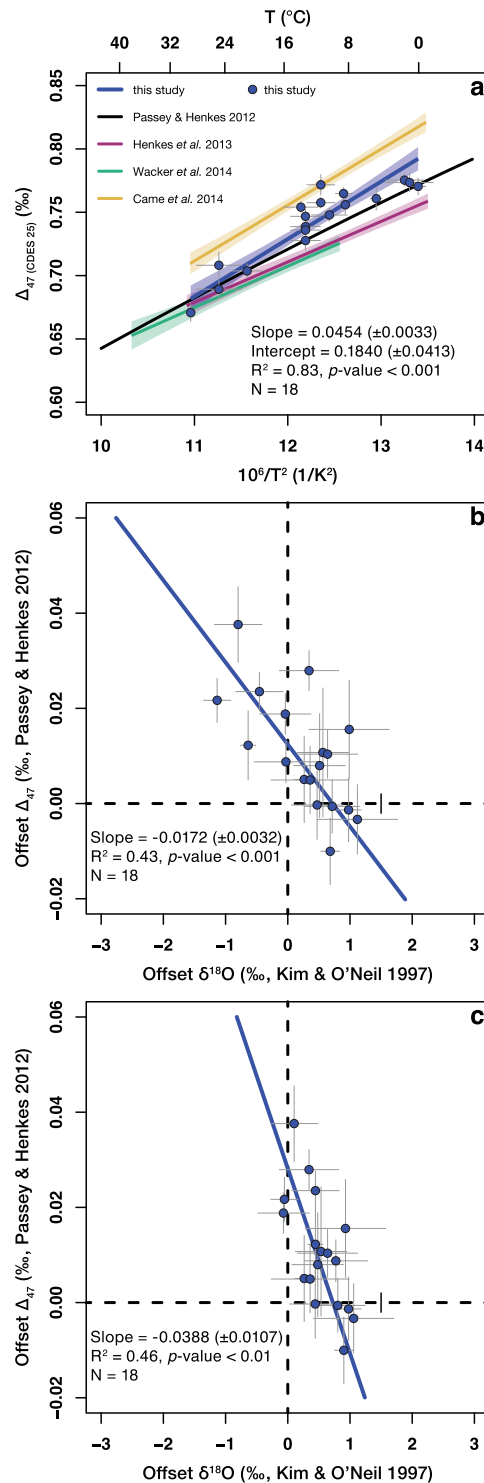 T (°C)
40 30 20 10 0
a
0.85
0.80
0.75
0.70
0.65
0.60
Δ47 (CDES 25) (‰)
this study
this study
Passey & Henkes 2012
Henkes et al. 2013
Wacker et al. 2014
Came et al. 2014
Slope = 0.0454 (±0.0033)
Intercept = 0.1840 (±0.0413)
R² = 0.83, p-value < 0.001
N = 18
10 11 12 13 14
10⁶/T² (1/K²)
b
0.06
0.04
0.02
0.00
−0.02
Offset Δ47 (‰, Passey & Henkes 2012)
Slope = -0.0172 (±0.0032)
R² = 0.43, p-value < 0.001
N = 18
−3 −2 −1 0 1 2 3
Offset δ¹⁸O (‰, Kim & O'Neil 1997)
c
0.06
0.04
0.02
0.00
−0.02
Offset Δ47 (‰, Passey & Henkes 2012)
Slope = -0.0388 (±0.0107)
R² = 0.46, p-value < 0.01
N = 18
−3 −2 −1 0 1 2 3
Offset δ¹⁸O (‰, Kim & O'Neil 1997)